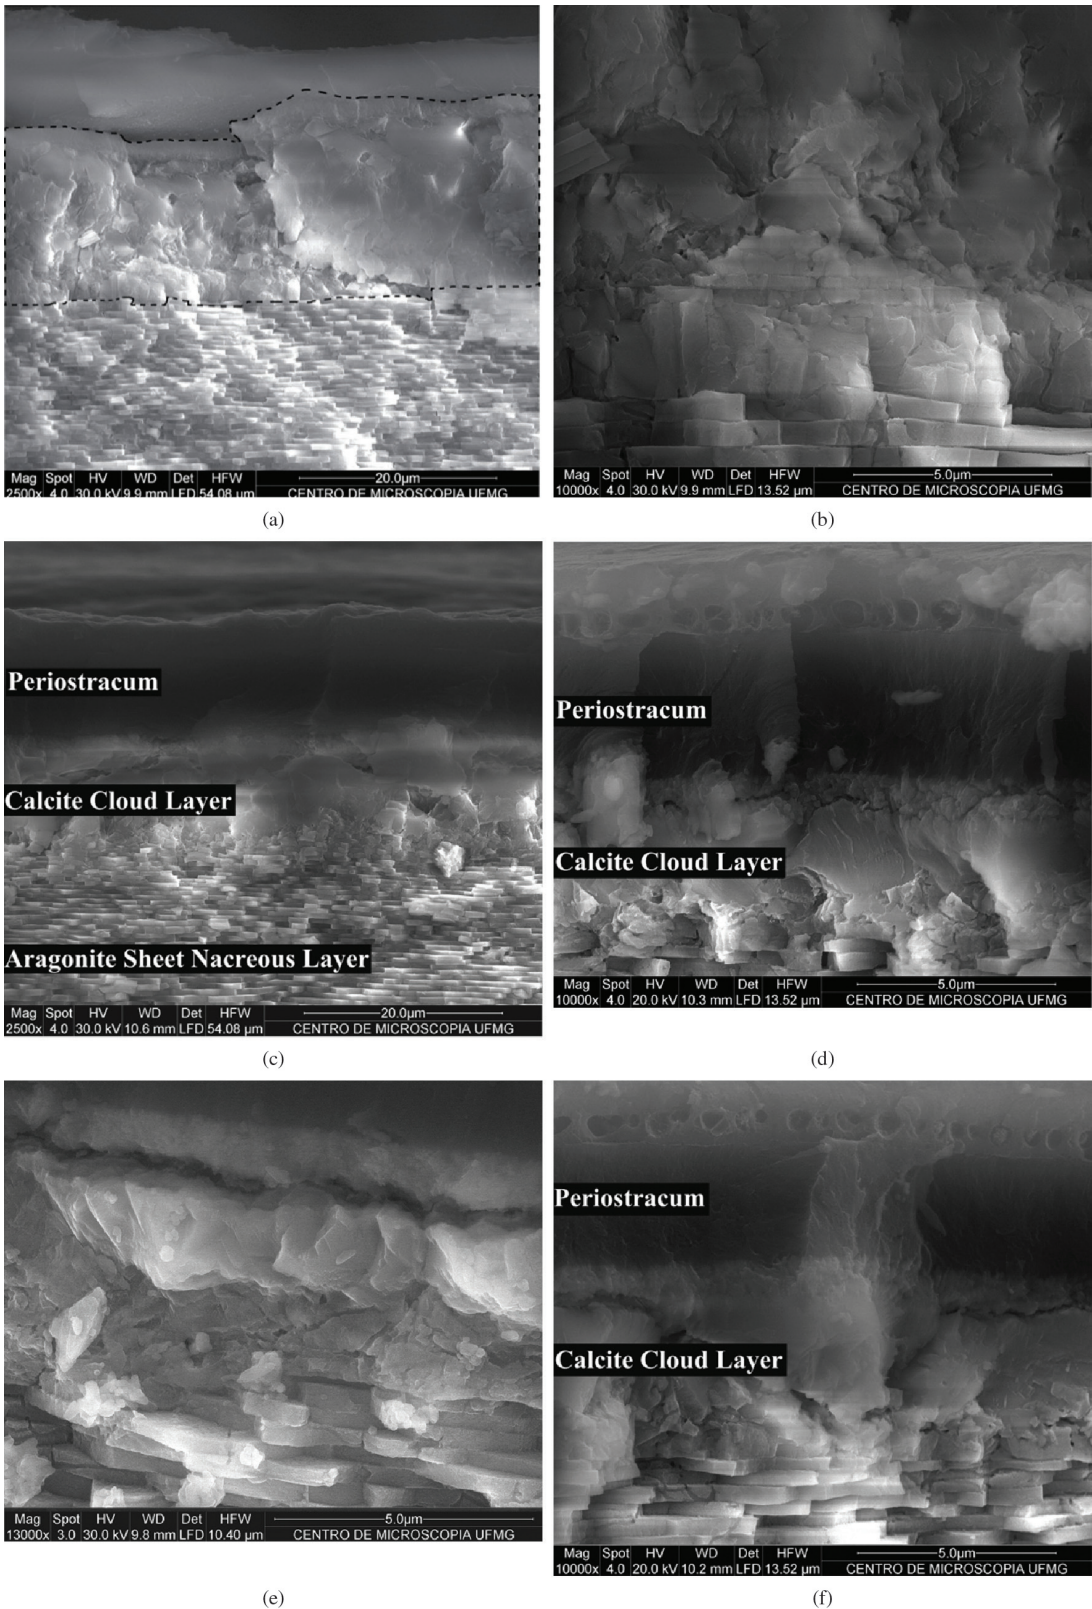 Mag Spot HV WD Det HFW 20.0µm
2500x 4.0 30.0 kV 9.9 mm LFD 54.08 µm CENTRO DE MICROSCOPIA UFMG
(a)
Mag Spot HV WD Det HFW 5.0µm
10000x 4.0 30.0 kV 9.9 mm LFD 13.52 µm CENTRO DE MICROSCOPIA UFMG
(b)
Periostracum
Calcite Cloud Layer
Aragonite Sheet Nacreous Layer
Mag Spot HV WD Det HFW 20.0µm
2500x 4.0 30.0 kV 10.6 mm LFD 54.08 µm CENTRO DE MICROSCOPIA UFMG
(c)
Periostracum
Calcite Cloud Layer
Mag Spot HV WD Det HFW 5.0µm
10000x 4.0 20.0 kV 10.3 mm LFD 13.52 µm CENTRO DE MICROSCOPIA UFMG
(d)
Mag Spot HV WD Det HFW 5.0µm
13000x 3.0 30.0 kV 9.8 mm LFD 10.40 µm CENTRO DE MICROSCOPIA UFMG
(e)
Periostracum
Calcite Cloud Layer
Mag Spot HV WD Det HFW 5.0µm
10000x 4.0 20.0 kV 10.2 mm LFD 13.52 µm CENTRO DE MICROSCOPIA UFMG
(f)